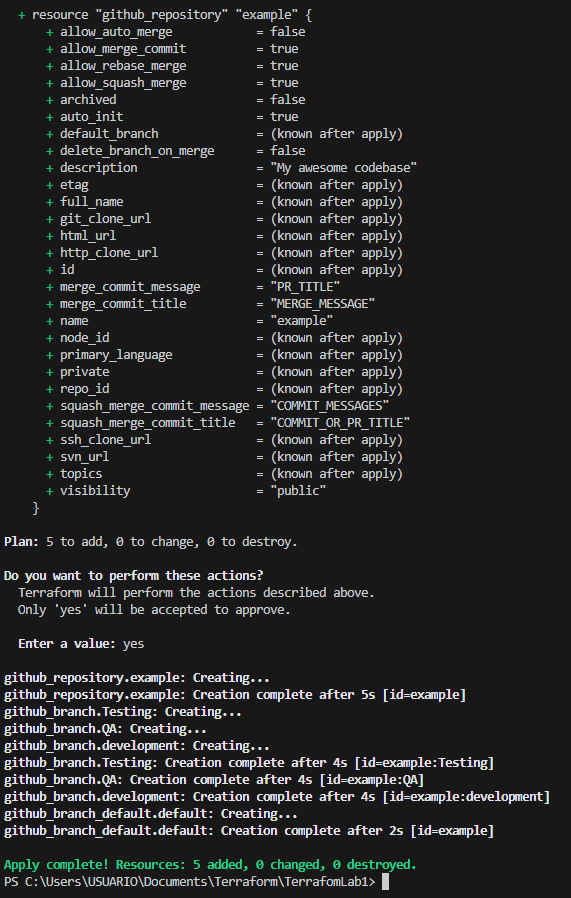 + resource "github_repository" "example" {
+ allow_auto_merge = false
+ allow_merge_commit = true
+ allow_rebase_merge = true
+ allow_squash_merge = true
+ archived = false
+ auto_init = true
+ default_branch = (known after apply)
+ delete_branch_on_merge = false
+ description = "My awesome codebase"
+ etag = (known after apply)
+ full_name = (known after apply)
+ git_clone_url = (known after apply)
+ html_url = (known after apply)
+ http_clone_url = (known after apply)
+ id = (known after apply)
+ merge_commit_message = "PR_TITLE"
+ merge_commit_title = "MERGE_MESSAGE"
+ name = "example"
+ node_id = (known after apply)
+ primary_language = (known after apply)
+ private = (known after apply)
+ repo_id = (known after apply)
+ squash_merge_commit_message = "COMMIT_MESSAGES"
+ squash_merge_commit_title = "COMMIT_OR_PR_TITLE"
+ ssh_clone_url = (known after apply)
+ svn_url = (known after apply)
+ topics = (known after apply)
+ visibility = "public"
}
Plan: 5 to add, 0 to change, 0 to destroy.
Do you want to perform these actions?
Terraform will perform the actions described above.
Only 'yes' will be accepted to approve.
Enter a value: yes
github_repository.example: Creating...
github_repository.example: Creation complete after 5s [id=example]
github_branch.Testing: Creating...
github_branch.QA: Creating...
github_branch.development: Creating...
github_branch.Testing: Creation complete after 4s [id=example:Testing]
github_branch.QA: Creation complete after 4s [id=example:QA]
github_branch.development: Creation complete after 4s [id=example:development]
github_branch_default.default: Creating...
github_branch_default.default: Creation complete after 2s [id=example]
Apply complete! Resources: 5 added, 0 changed, 0 destroyed.
PS C:\Users\USUARIO\Documents\Terraform\TerrafomLab1>